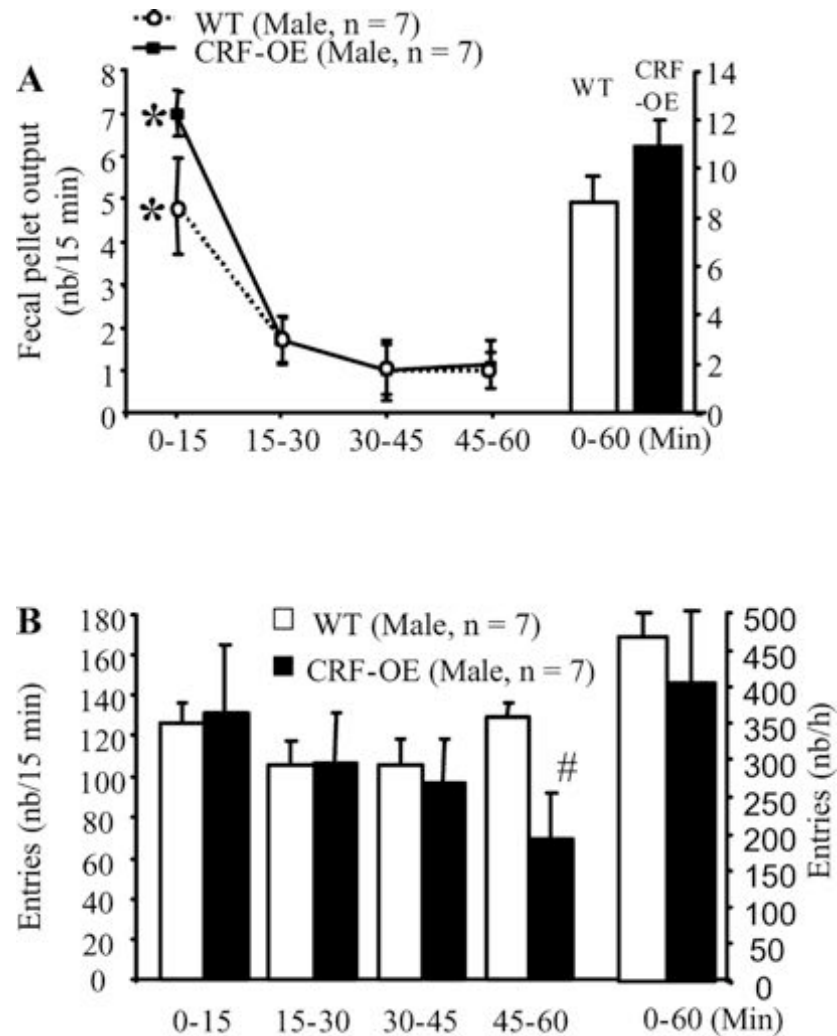 WT (Male, n = 7)
CRF-OE (Male, n = 7)
A
Fecal pellet output
(nb/15 min)
8
7
6
5
4
3
2
1
0
*
*
WT
CRF
-OE
14
12
10
8
6
4
2
0
0-15 15-30 30-45 45-60 0-60 (Min)
B
WT (Male, n = 7)
CRF-OE (Male, n = 7)
Entries (nb/15 min)
180
160
140
120
100
80
60
40
20
0
#
500
450
400
350
300
250
200
150
100
50
0
Entries (nb/h)
0-15 15-30 30-45 45-60 0-60 (Min)